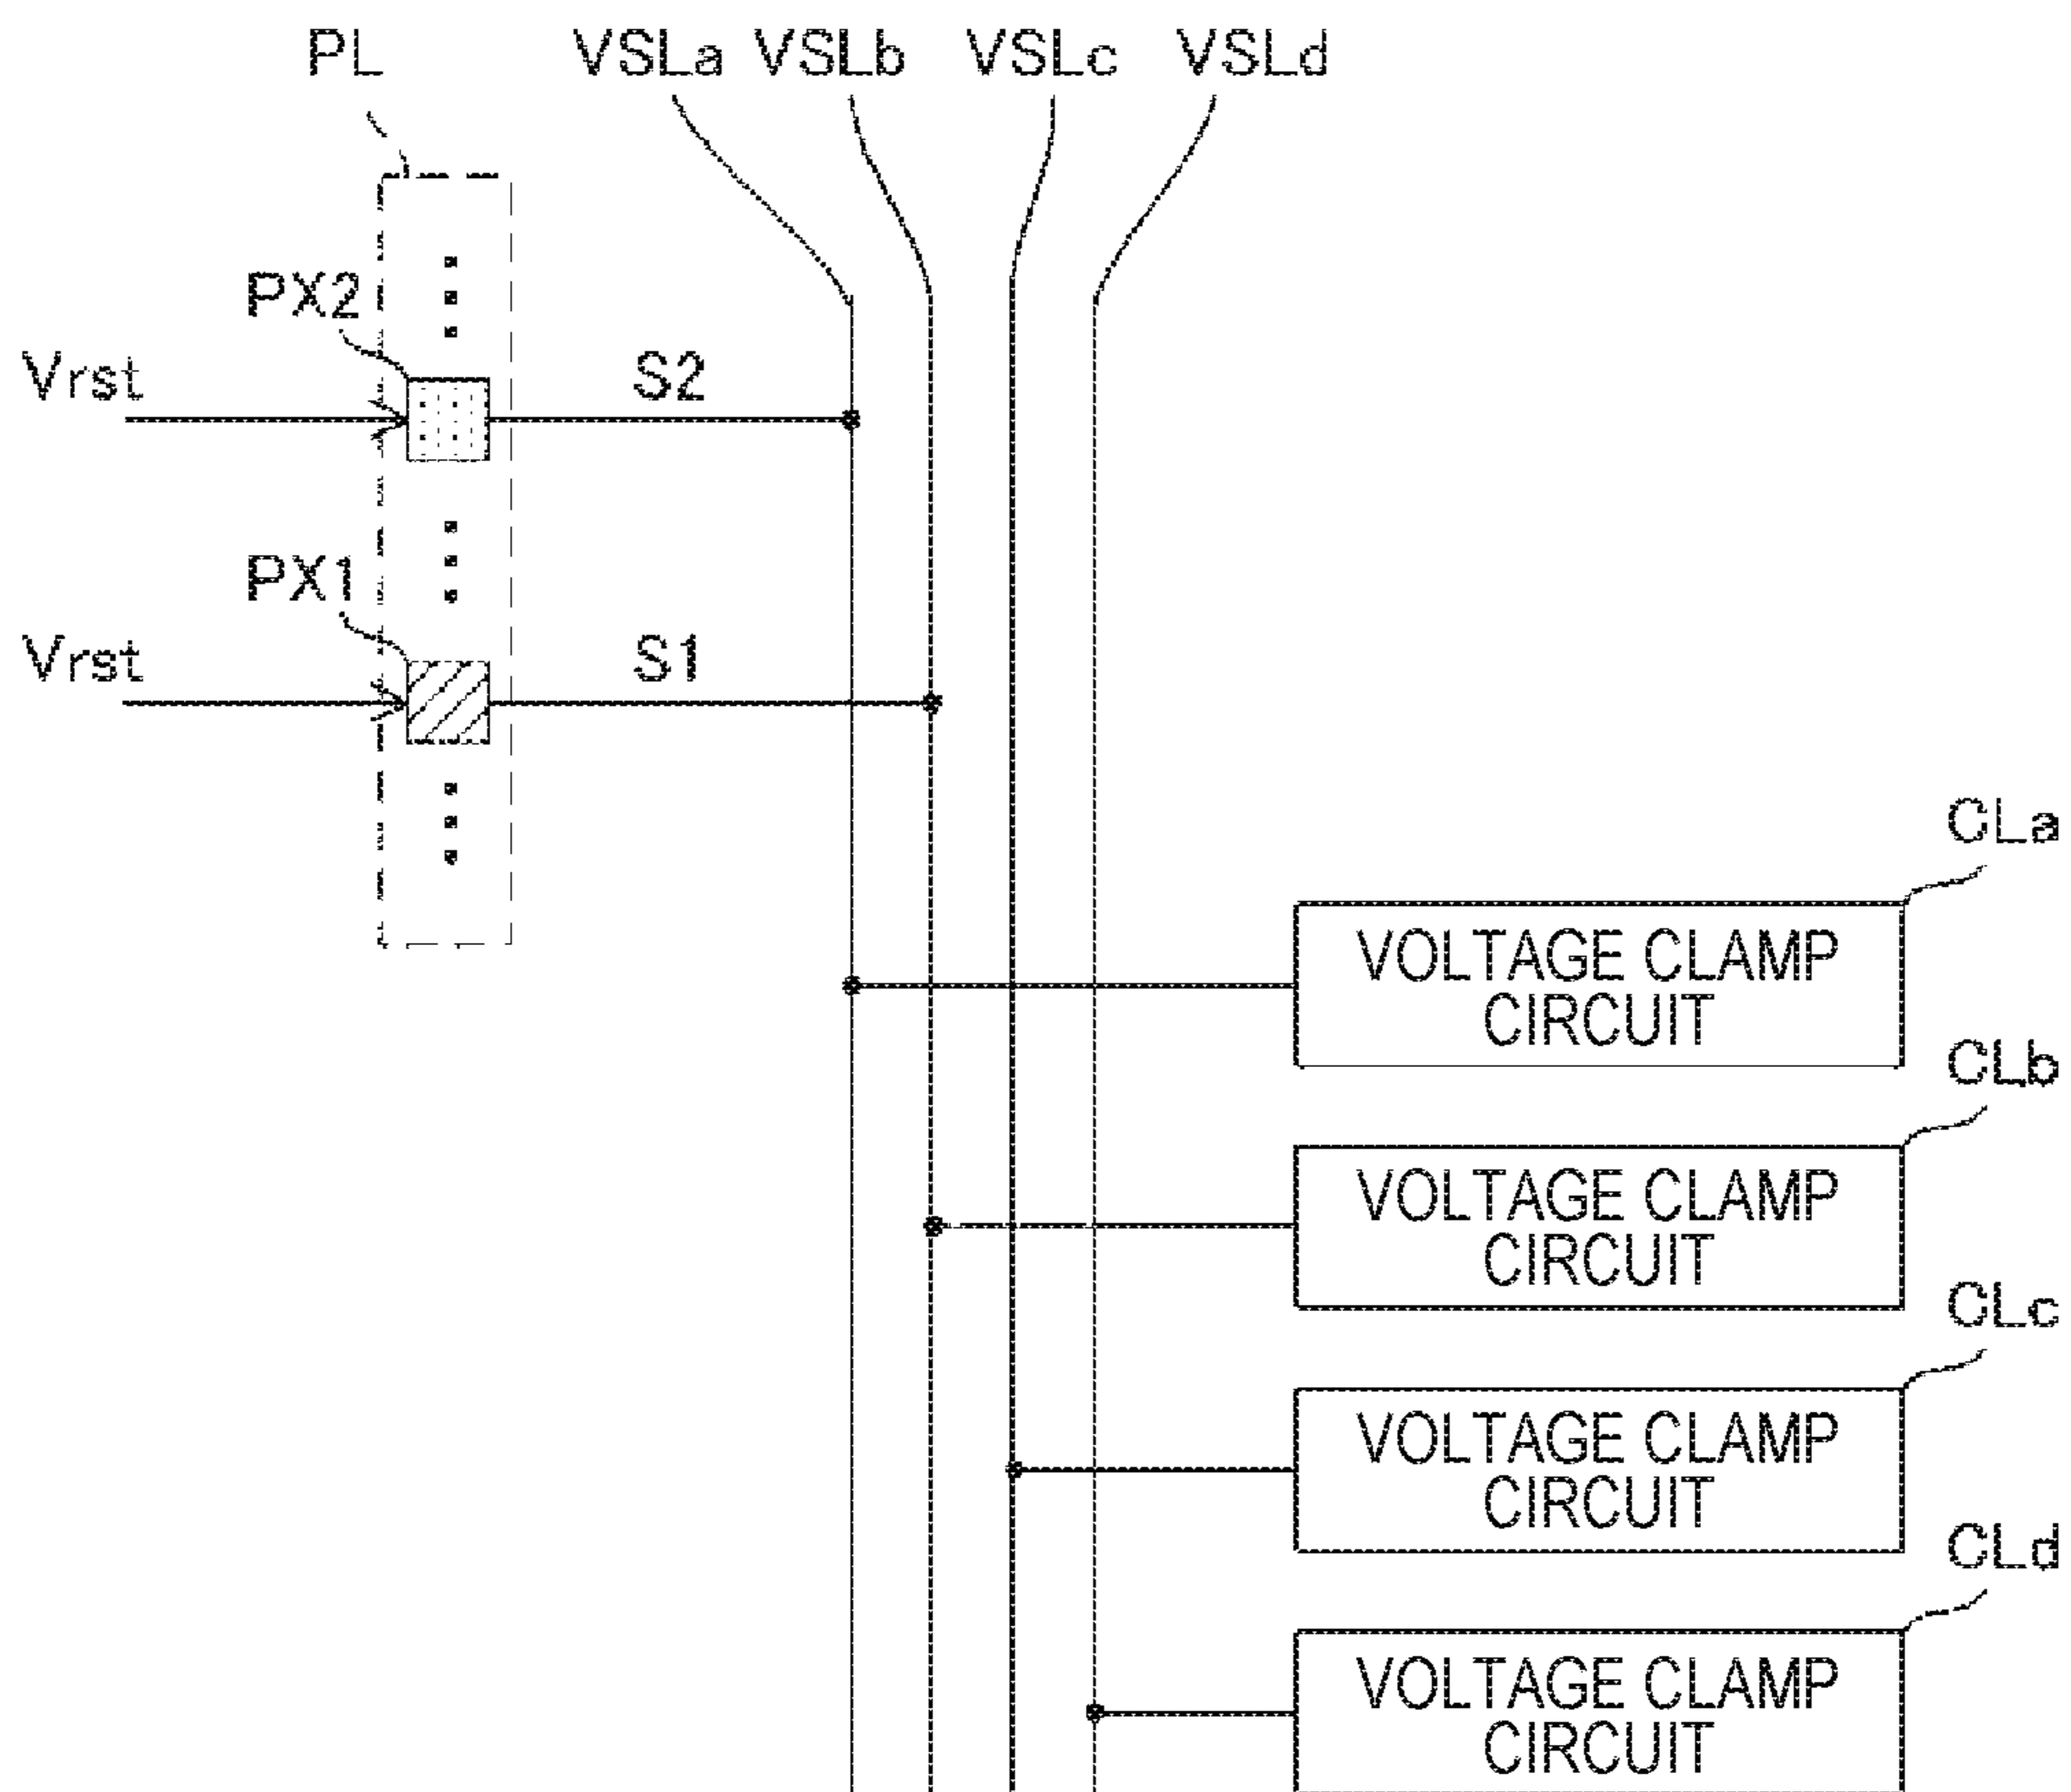 PL VSLa VSLb VSLc VSLd
PX2
Vrst S2
PX1
Vrst S1
CLa
VOLTAGE CLAMP
CIRCUIT
CLb
VOLTAGE CLAMP
CIRCUIT
CLc
VOLTAGE CLAMP
CIRCUIT
CLd
VOLTAGE CLAMP
CIRCUIT